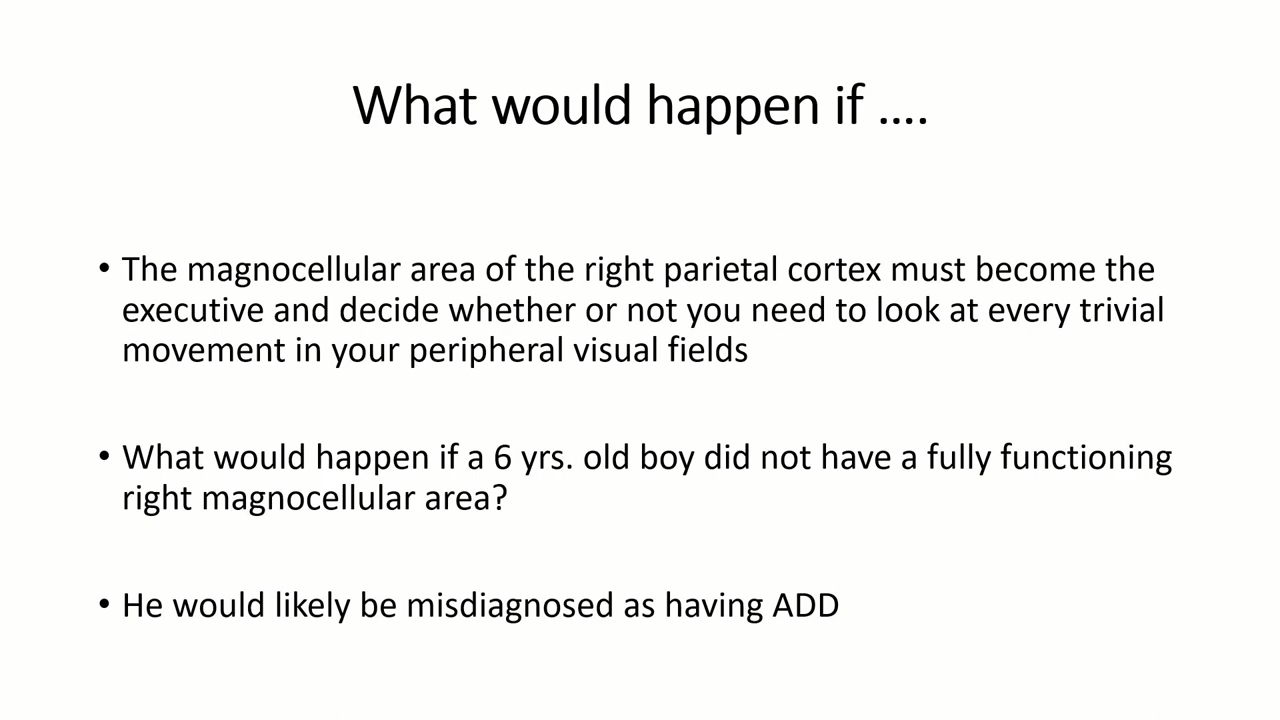 What would happen if ....
• The magnocellular area of the right parietal cortex must become the
executive and decide whether or not you need to look at every trivial
movement in your peripheral visual fields
• What would happen if a 6 yrs. old boy did not have a fully functioning
right magnocellular area?
• He would likely be misdiagnosed as having ADD